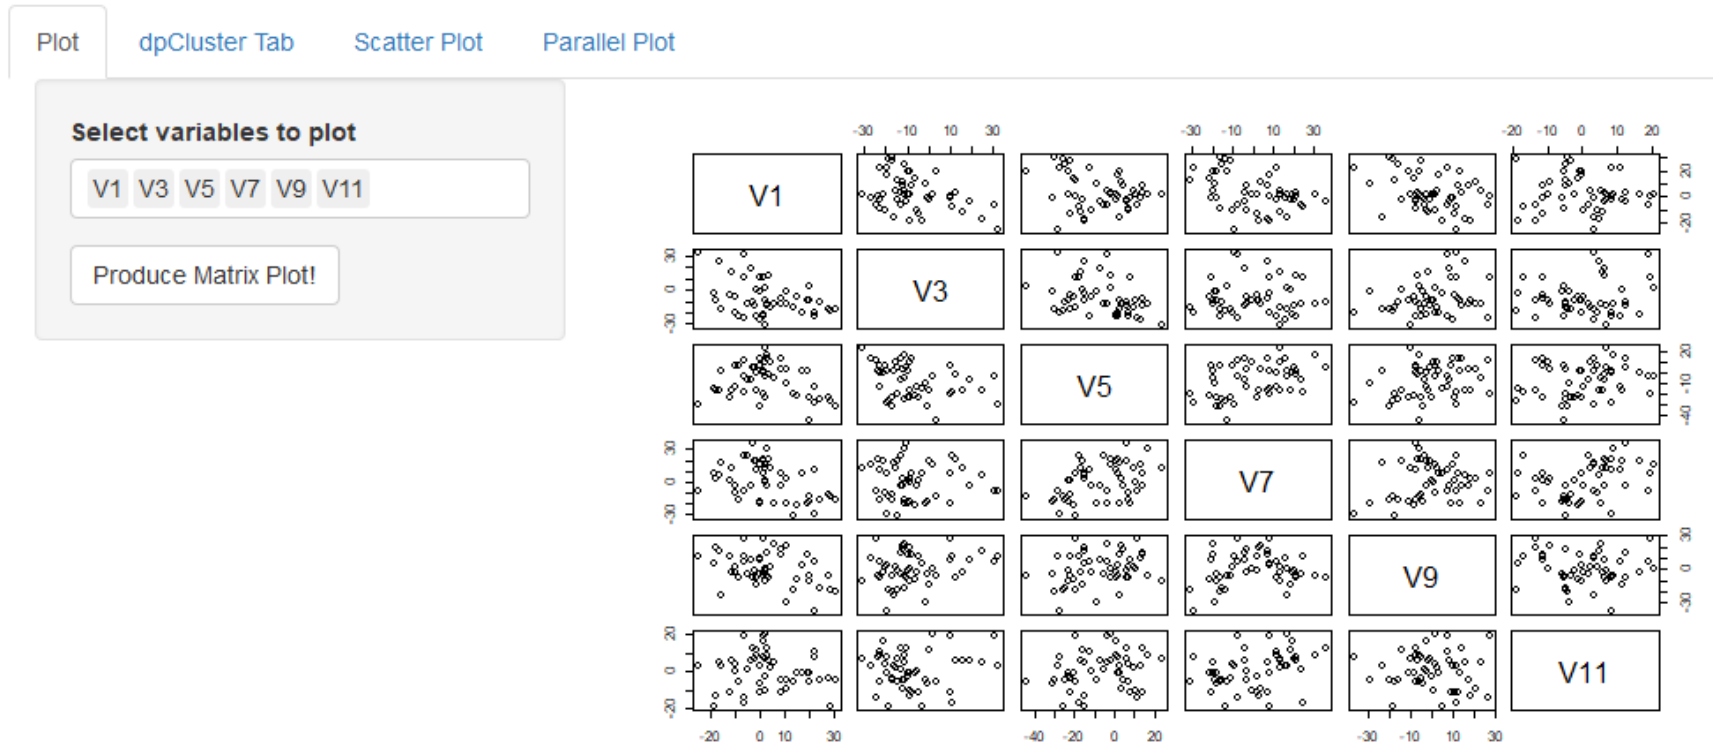 Plot dpCluster Tab Scatter Plot Parallel Plot
Select variables to plot
V1 V3 V5 V7 V9 V11
Produce Matrix Plot!
-30 -10 10 30 -30 -10 10 30 -20 -10 0 10 20
V1 -20 0 20
-30 0 30 V3
V5 -40 -10 20
-30 0 30 V7
V9 -30 0 30
-20 0 20 V11
-20 0 10 30 -40 -20 0 20 -30 -10 10 30